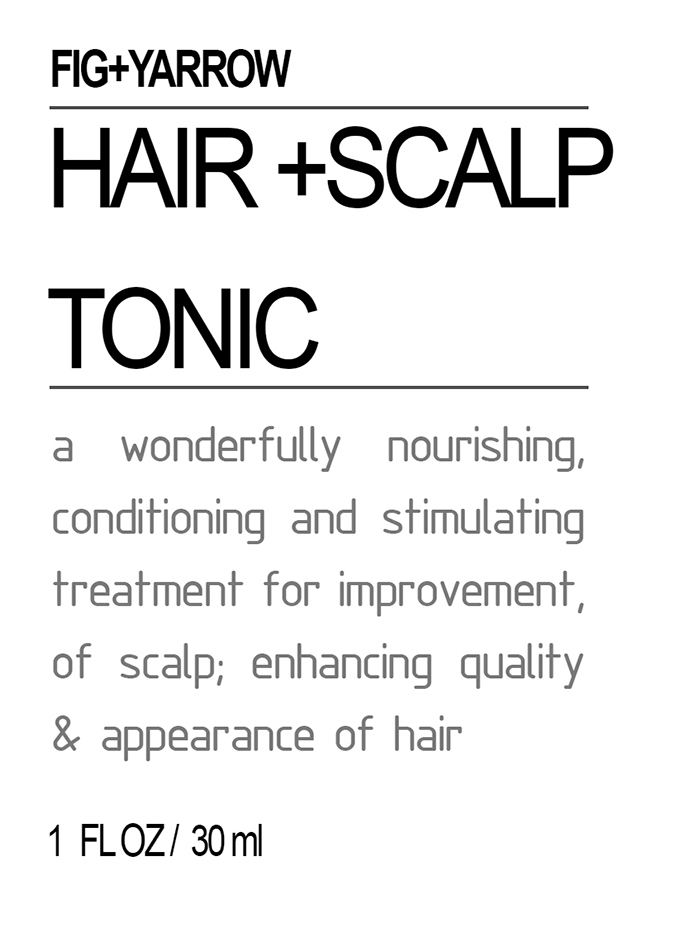 FIG+YARROW
HAIR +SCALP
TONIC
a wonderfully nourishing,
conditioning and stimulating
treatment for improvement,
of scalp; enhancing quality
& appearance of hair
1 FL OZ / 30 ml